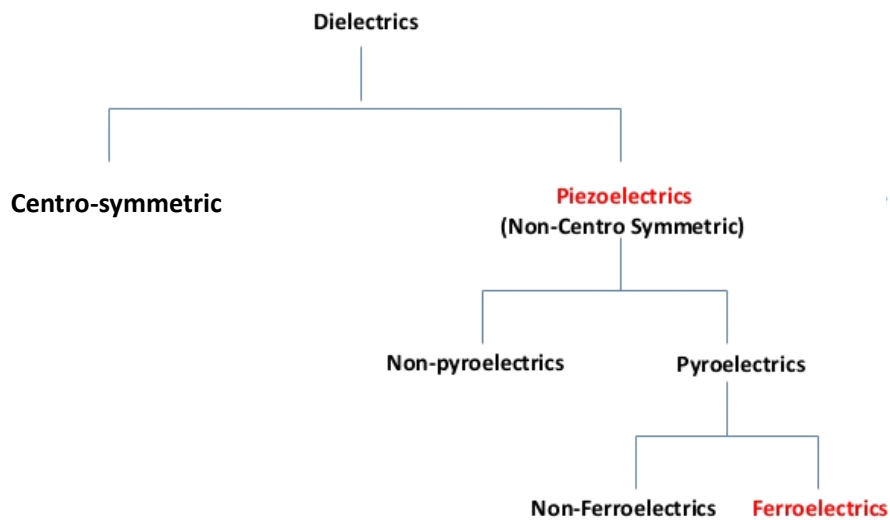 Dielectrics
Centro-symmetric
Piezoelectrics
(Non-Centro Symmetric)
Non-pyroelectrics
Pyroelectrics
Non-Ferroelectrics
Ferroelectrics